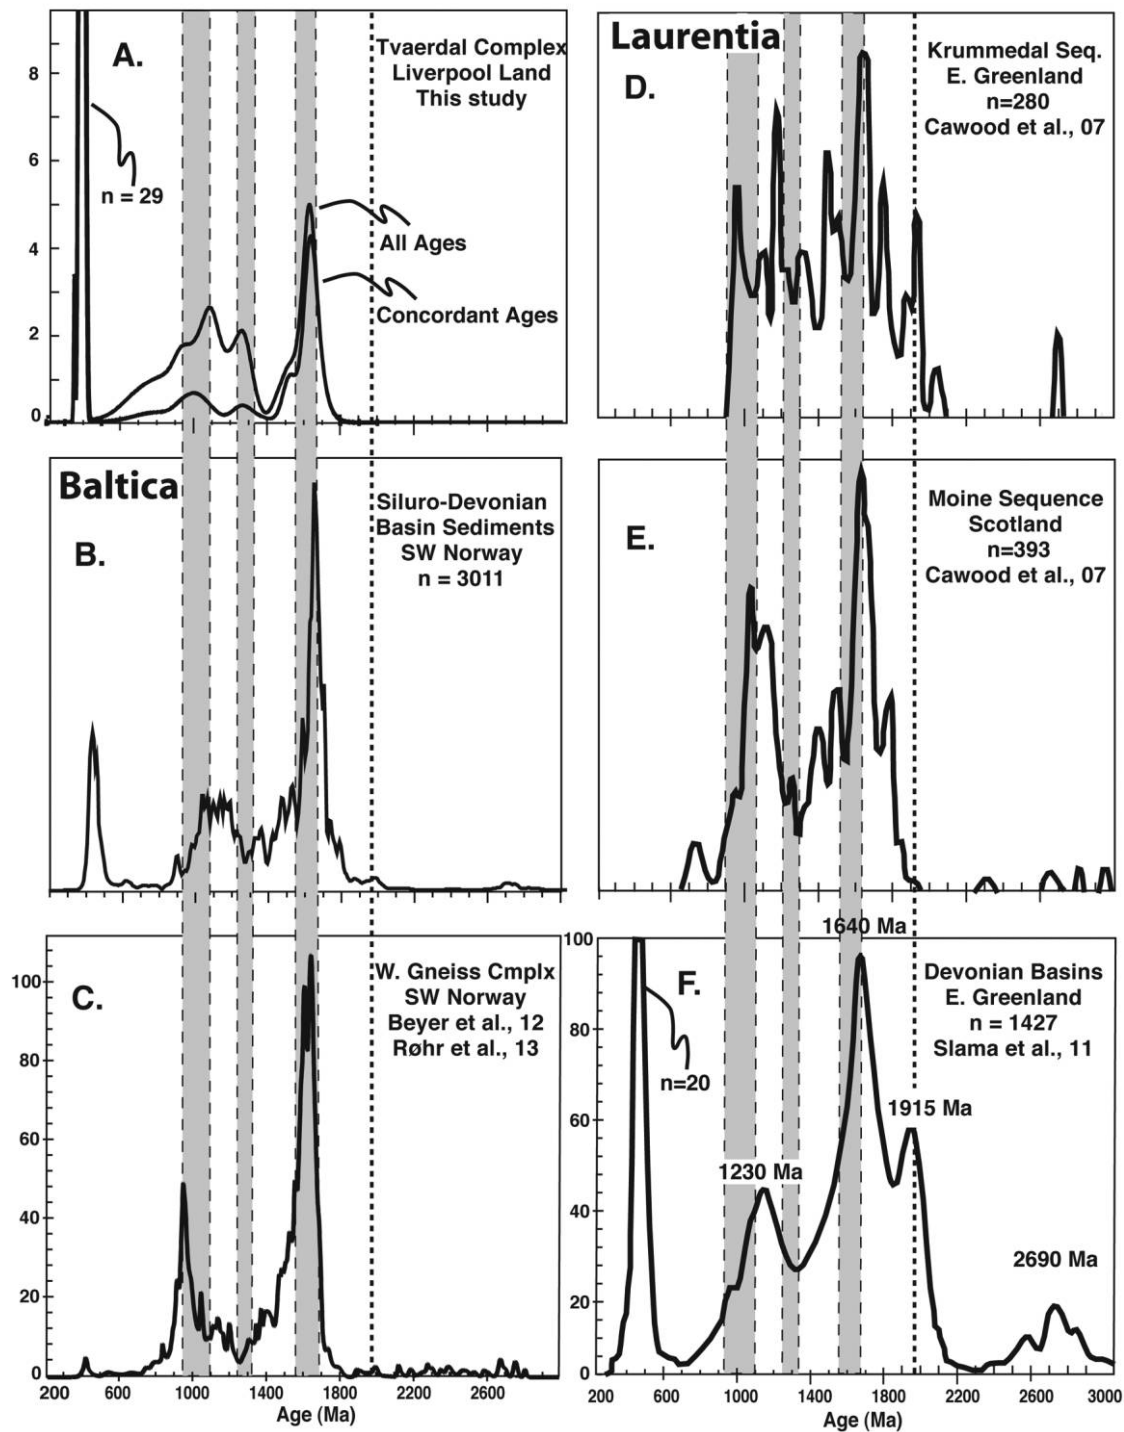 A.
Tvaerdal Complex
Liverpool Land
This study
8
6
4
2
0
n = 29
All Ages
Concordant Ages
Laurentia
D.
Krummedal Seq.
E. Greenland
n=280
Cawood et al., 07
Baltica
B.
Siluro-Devonian
Basin Sediments
SW Norway
n = 3011
E.
Moine Sequence
Scotland
n=393
Cawood et al., 07
C.
W. Gneiss Cmplx
SW Norway
Beyer et al., 12
Røhr et al., 13
100
80
60
40
20
0
200 600 1000 1400 1800 2200 2600
Age (Ma)
F.
Devonian Basins
E. Greenland
n = 1427
Slama et al., 11
1640 Ma
n=20
1915 Ma
1230 Ma
2690 Ma
100
80
60
40
20
0
200 600 1000 1400 1800 2200 2600 3000
Age (Ma)